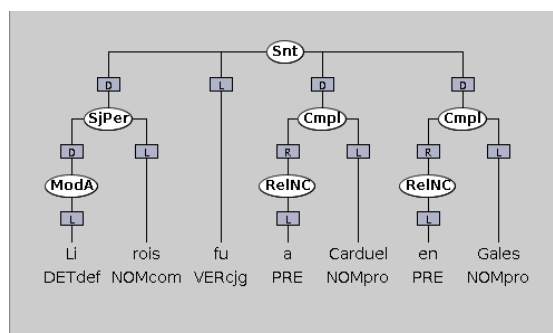 Snt
D L D D
SjPer Cmpl Cmpl
D L R L R L
ModA RelNC RelNC
L L L
Li rois fu a Carduel en Gales
DETdef NOMcom VERcjg PRE NOMpro PRE NOMpro